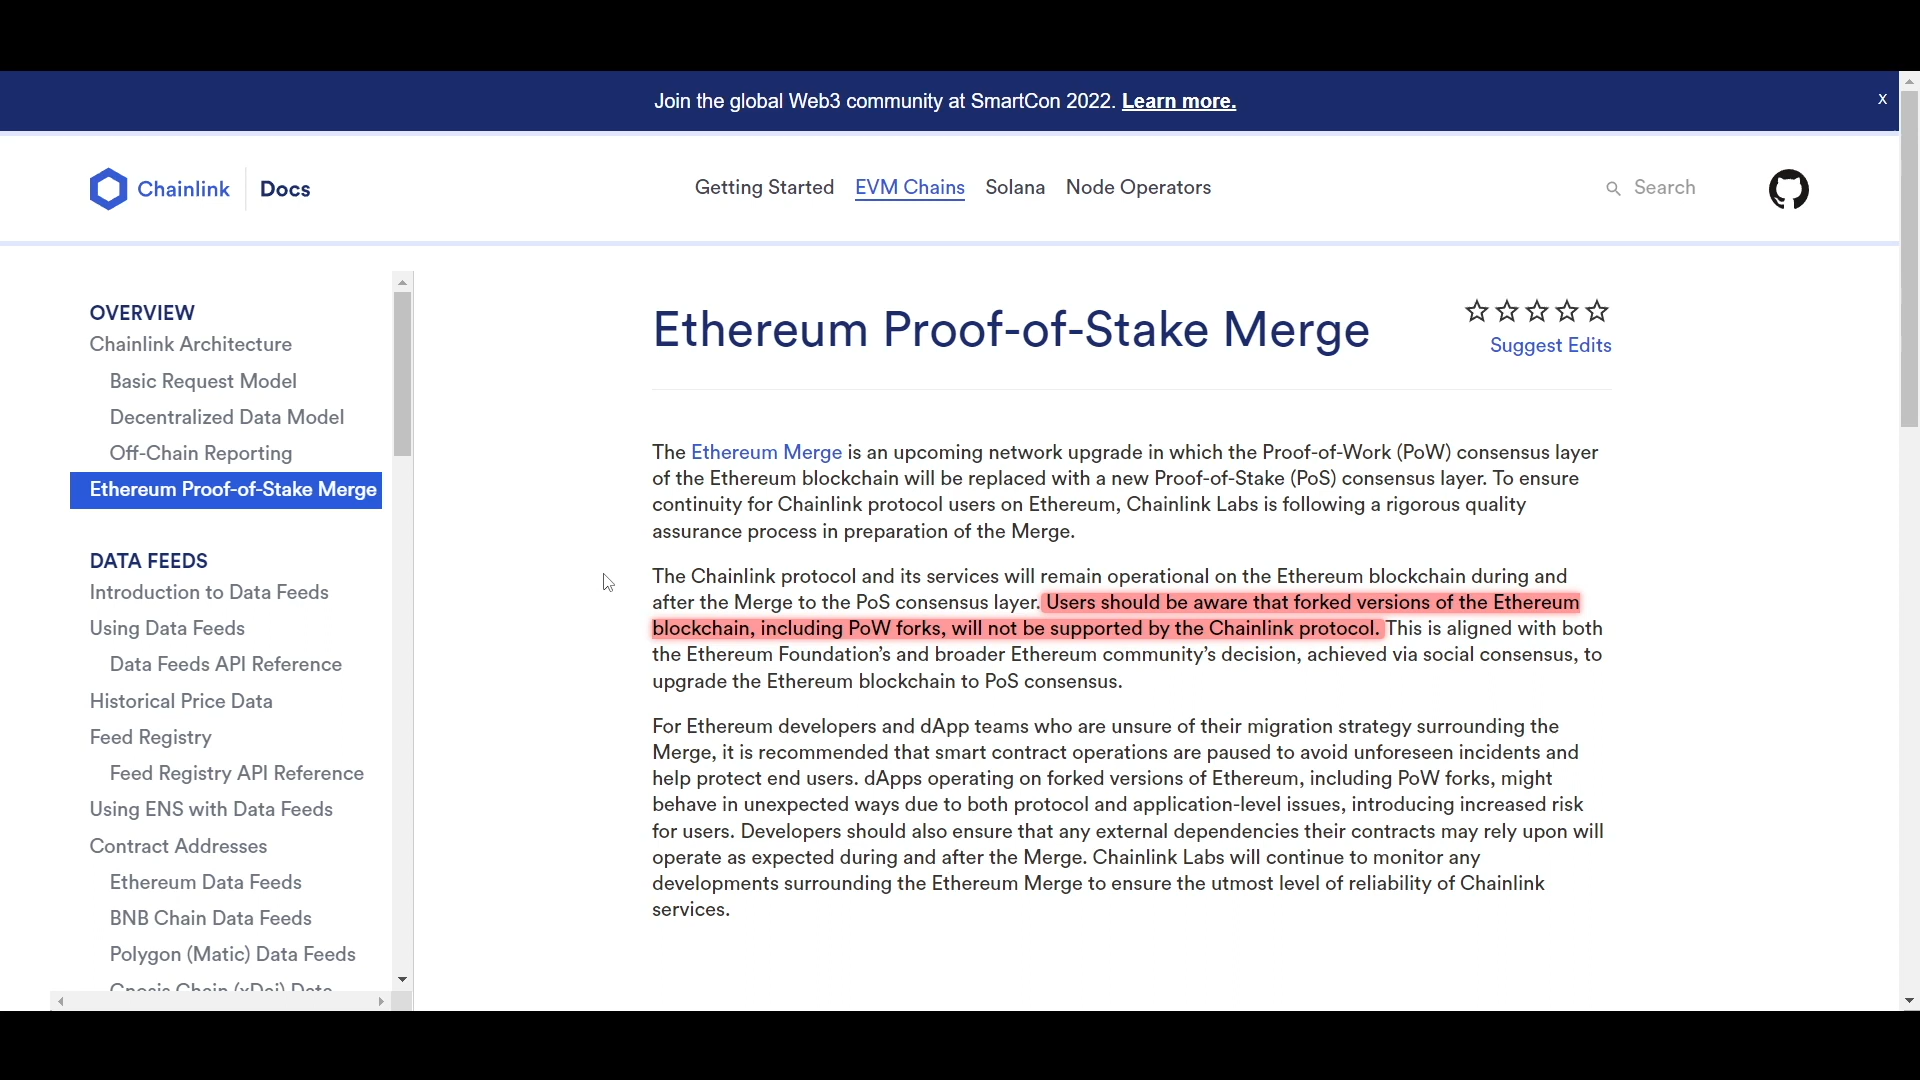 Join the global Web3 community at SmartCon 2022. Learn more.
X
Chainlink
Docs
Getting Started
EVM Chains
Solana
Node Operators
Search
OVERVIEW
Chainlink Architecture
Basic Request Model
Decentralized Data Model
Off-Chain Reporting
Ethereum Proof-of-Stake Merge
DATA FEEDS
Introduction to Data Feeds
Using Data Feeds
Data Feeds API Reference
Historical Price Data
Feed Registry
Feed Registry API Reference
Using ENS with Data Feeds
Contract Addresses
Ethereum Data Feeds
BNB Chain Data Feeds
Polygon (Matic) Data Feeds
Gnosis Chain (xDai) Data
Ethereum Proof-of-Stake Merge
Suggest Edits
The Ethereum Merge is an upcoming network upgrade in which the Proof-of-Work (PoW) consensus layer
of the Ethereum blockchain will be replaced with a new Proof-of-Stake (PoS) consensus layer. To ensure
continuity for Chainlink protocol users on Ethereum, Chainlink Labs is following a rigorous quality
assurance process in preparation of the Merge.
The Chainlink protocol and its services will remain operational on the Ethereum blockchain during and
after the Merge to the PoS consensus layer. Users should be aware that forked versions of the Ethereum
blockchain, including PoW forks, will not be supported by the Chainlink protocol. This is aligned with both
the Ethereum Foundation's and broader Ethereum community's decision, achieved via social consensus, to
upgrade the Ethereum blockchain to PoS consensus.
For Ethereum developers and dApp teams who are unsure of their migration strategy surrounding the
Merge, it is recommended that smart contract operations are paused to avoid unforeseen incidents and
help protect end users. dApps operating on forked versions of Ethereum, including PoW forks, might
behave in unexpected ways due to both protocol and application-level issues, introducing increased risk
for users. Developers should also ensure that any external dependencies their contracts may rely upon will
operate as expected during and after the Merge. Chainlink Labs will continue to monitor any
developments surrounding the Ethereum Merge to ensure the utmost level of reliability of Chainlink
services.